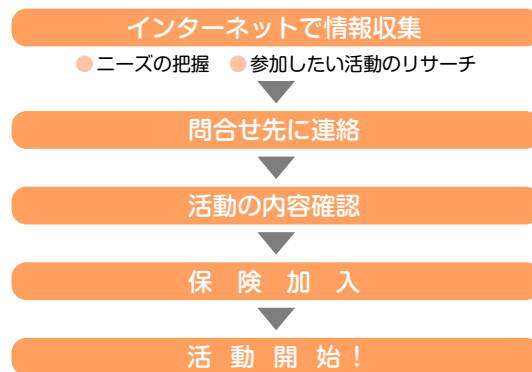 インターネットで情報収集
●ニーズの把握 ●参加したい活動のリサーチ
問合せ先に連絡
活動の内容確認
保 険 加 入
活 動 開 始！